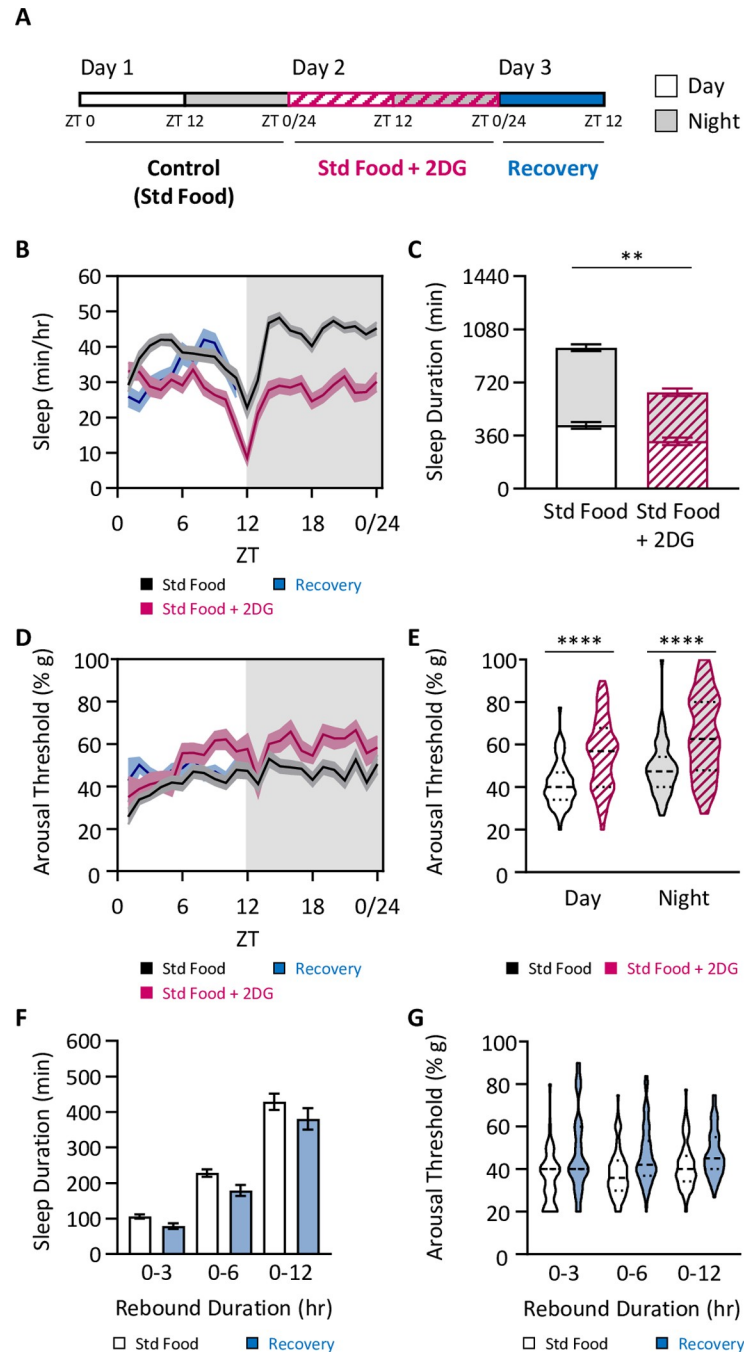 A
Day 1 Day 2 Day 3
Day
Night
ZT 0 ZT 12 ZT 0/24 ZT 12 ZT 0/24 ZT 12
Control
(Std Food)
Std Food + 2DG
Recovery
B
Sleep (min/hr)
60
50
40
30
20
10
0
0 6 12 18 0/24
ZT
Std Food Recovery
Std Food + 2DG
C
**
Sleep Duration (min)
1440
1080
720
360
0
Std Food Std Food
+ 2DG
D
Arousal Threshold (% g)
100
80
60
40
20
0
0 6 12 18 0/24
ZT
Std Food Recovery
Std Food + 2DG
E
**** ****
Arousal Threshold (% g)
100
80
60
40
20
0
Day Night
Std Food Std Food + 2DG
F
Sleep Duration (min)
600
500
400
300
200
100
0
0-3 0-6 0-12
Rebound Duration (hr)
Std Food Recovery
G
Arousal Threshold (% g)
100
80
60
40
20
0
0-3 0-6 0-12
Rebound Duration (hr)
Std Food Recovery